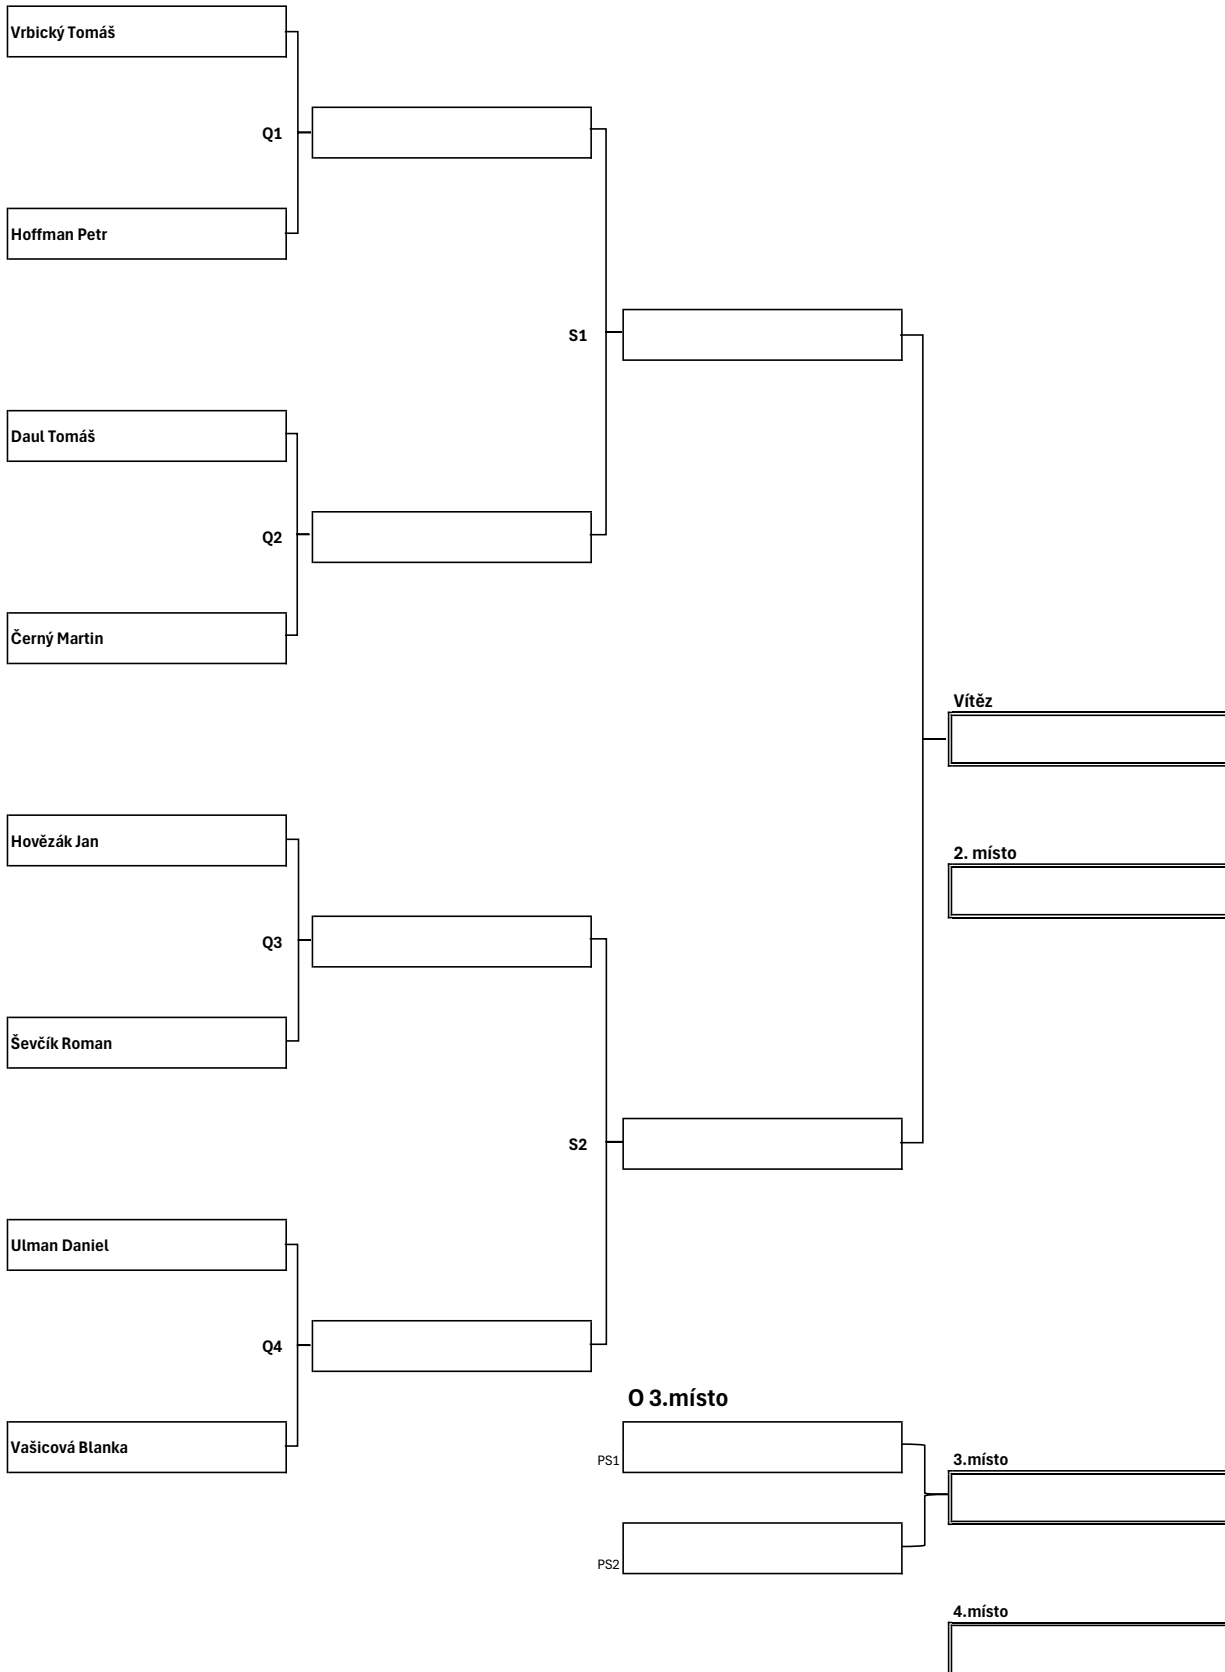 Vrbický Tomáš
Q1
Hoffman Petr
S1
Daul Tomáš
Q2
Černý Martin
Vítěz
Hovězák Jan
2. místo
Q3
Ševčík Roman
S2
Ulman Daniel
Q4
O 3.místo
Vašicová Blanka
PS1
3.místo
PS2
4.místo